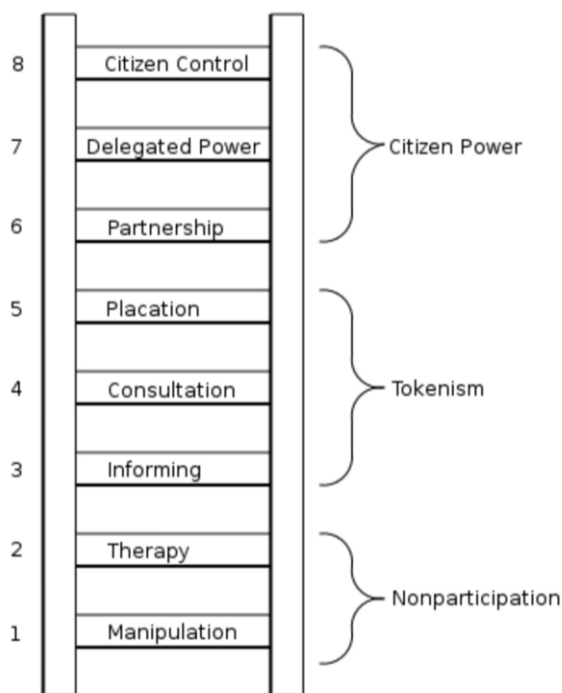 8 Citizen Control
7 Delegated Power
Citizen Power
6 Partnership
5 Placation
4 Consultation
Tokenism
3 Informing
2 Therapy
Nonparticipation
1 Manipulation